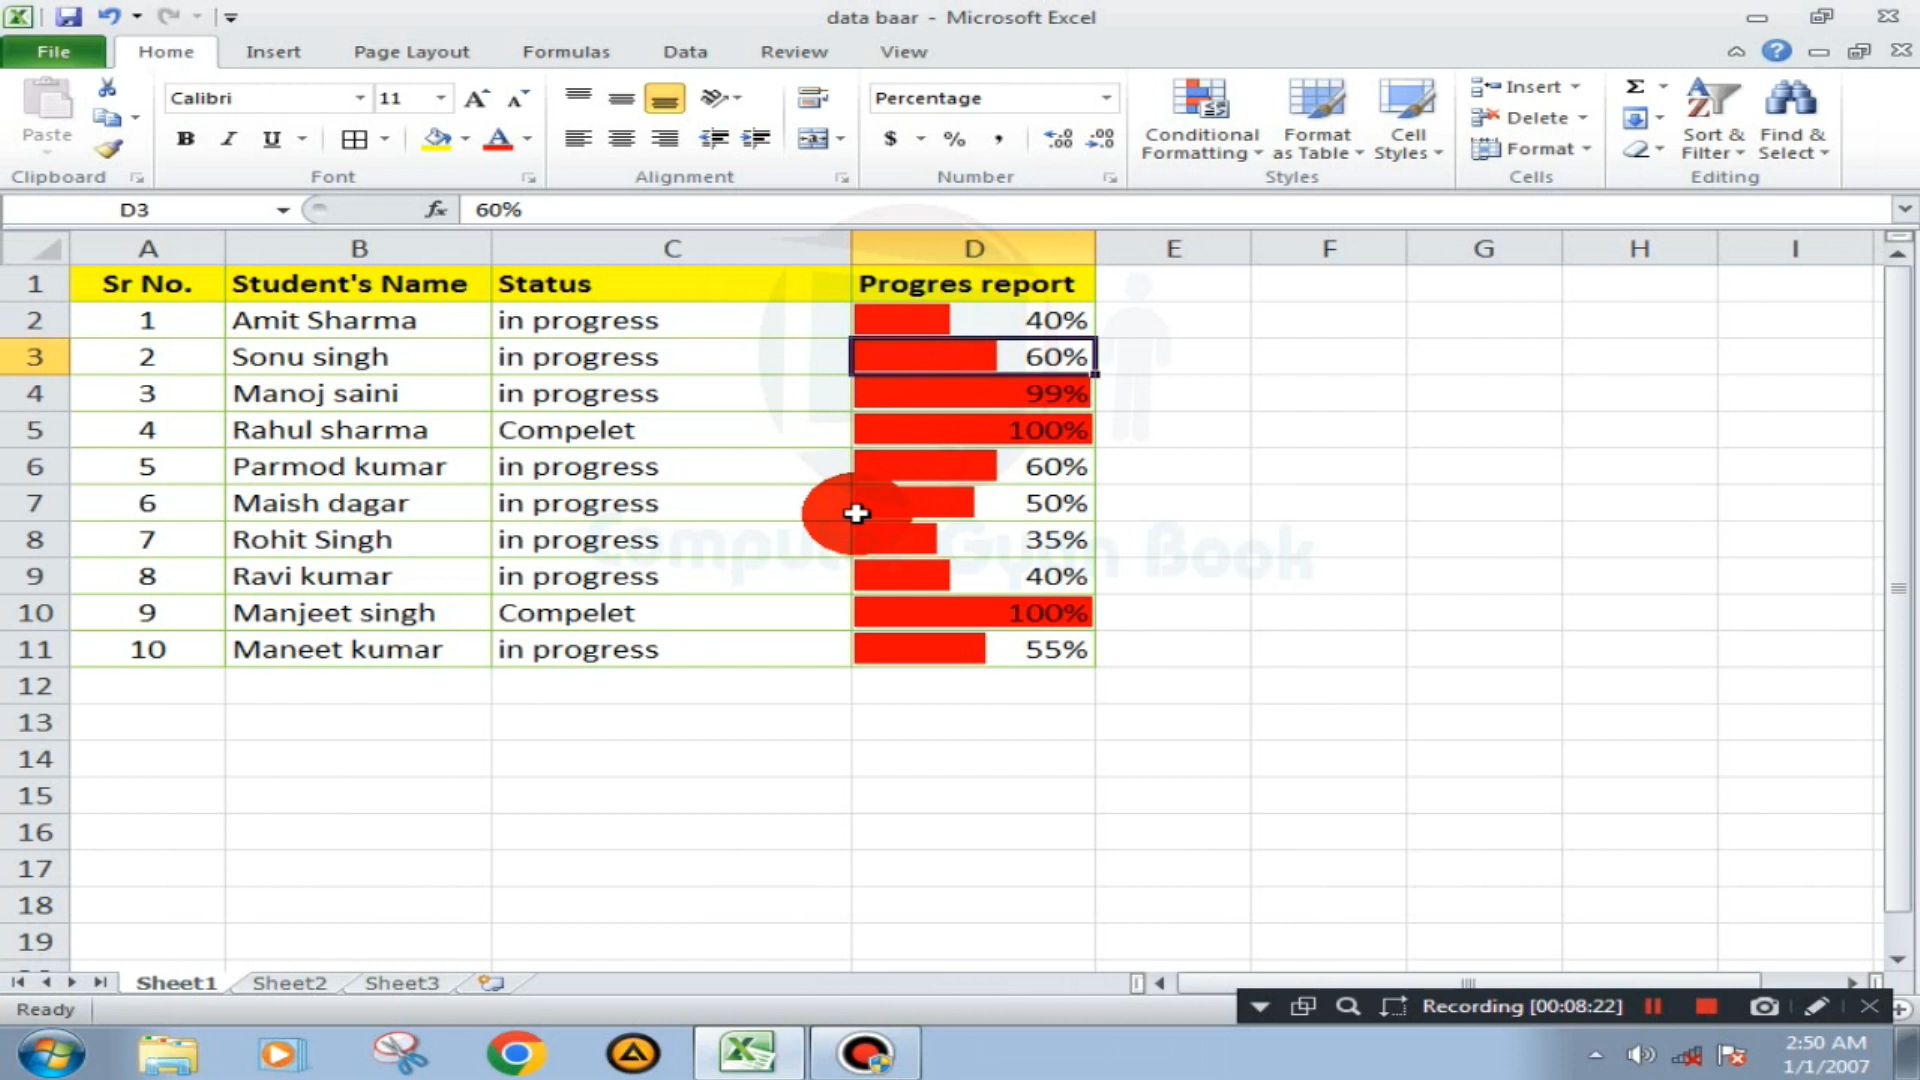 data baar - Microsoft Excel
File Home Insert Page Layout Formulas Data Review View
Calibri 11 Percentage
Paste
B I U $ % ,
Conditional Formatting Format as Table Cell Styles
Insert
Delete
Format
Sort & Filter Find & Select
Clipboard Font Alignment Number Styles Cells Editing
D3 fx 60%
A B C D E F G H I
1 Sr No. Student's Name Status Progres report
2 1 Amit Sharma in progress 40%
3 2 Sonu singh in progress 60%
4 3 Manoj saini in progress 99%
5 4 Rahul sharma Compelet 100%
6 5 Parmod kumar in progress 60%
7 6 Maish dagar in progress 50%
8 7 Rohit Singh in progress 35%
Computer Gyan Book
9 8 Ravi kumar in progress 40%
10 9 Manjeet singh Compelet 100%
11 10 Maneet kumar in progress 55%
12
13
14
15
16
17
18
19
Sheet1 Sheet2 Sheet3
Ready
Recording [00:08:22]
2:50 AM
1/1/2007